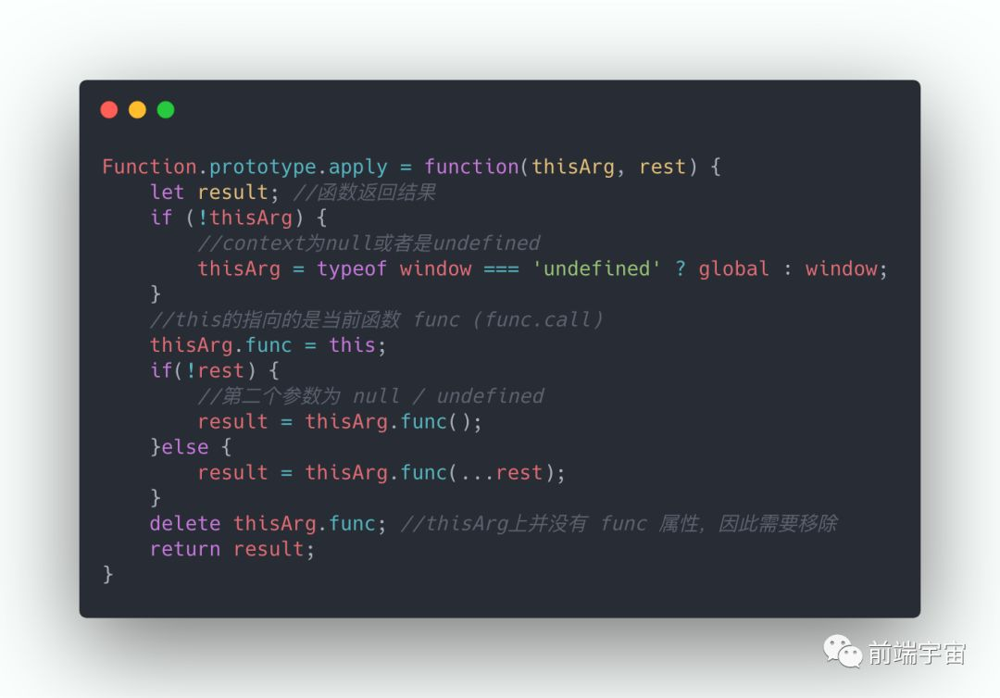 Function.prototype.apply = function(thisArg, rest) {
    let result; //函数返回结果
    if (!thisArg) {
        //context为null或者是undefined
        thisArg = typeof window === 'undefined' ? global : window;
    }
    //this的指向的是当前函数 func (func.call)
    thisArg.func = this;
    if(!rest) {
        //第二个参数为 null / undefined
        result = thisArg.func();
    }else {
        result = thisArg.func(...rest);
    }
    delete thisArg.func; //thisArg上并没有 func 属性，因此需要移除
    return result;
}
前端宇宙